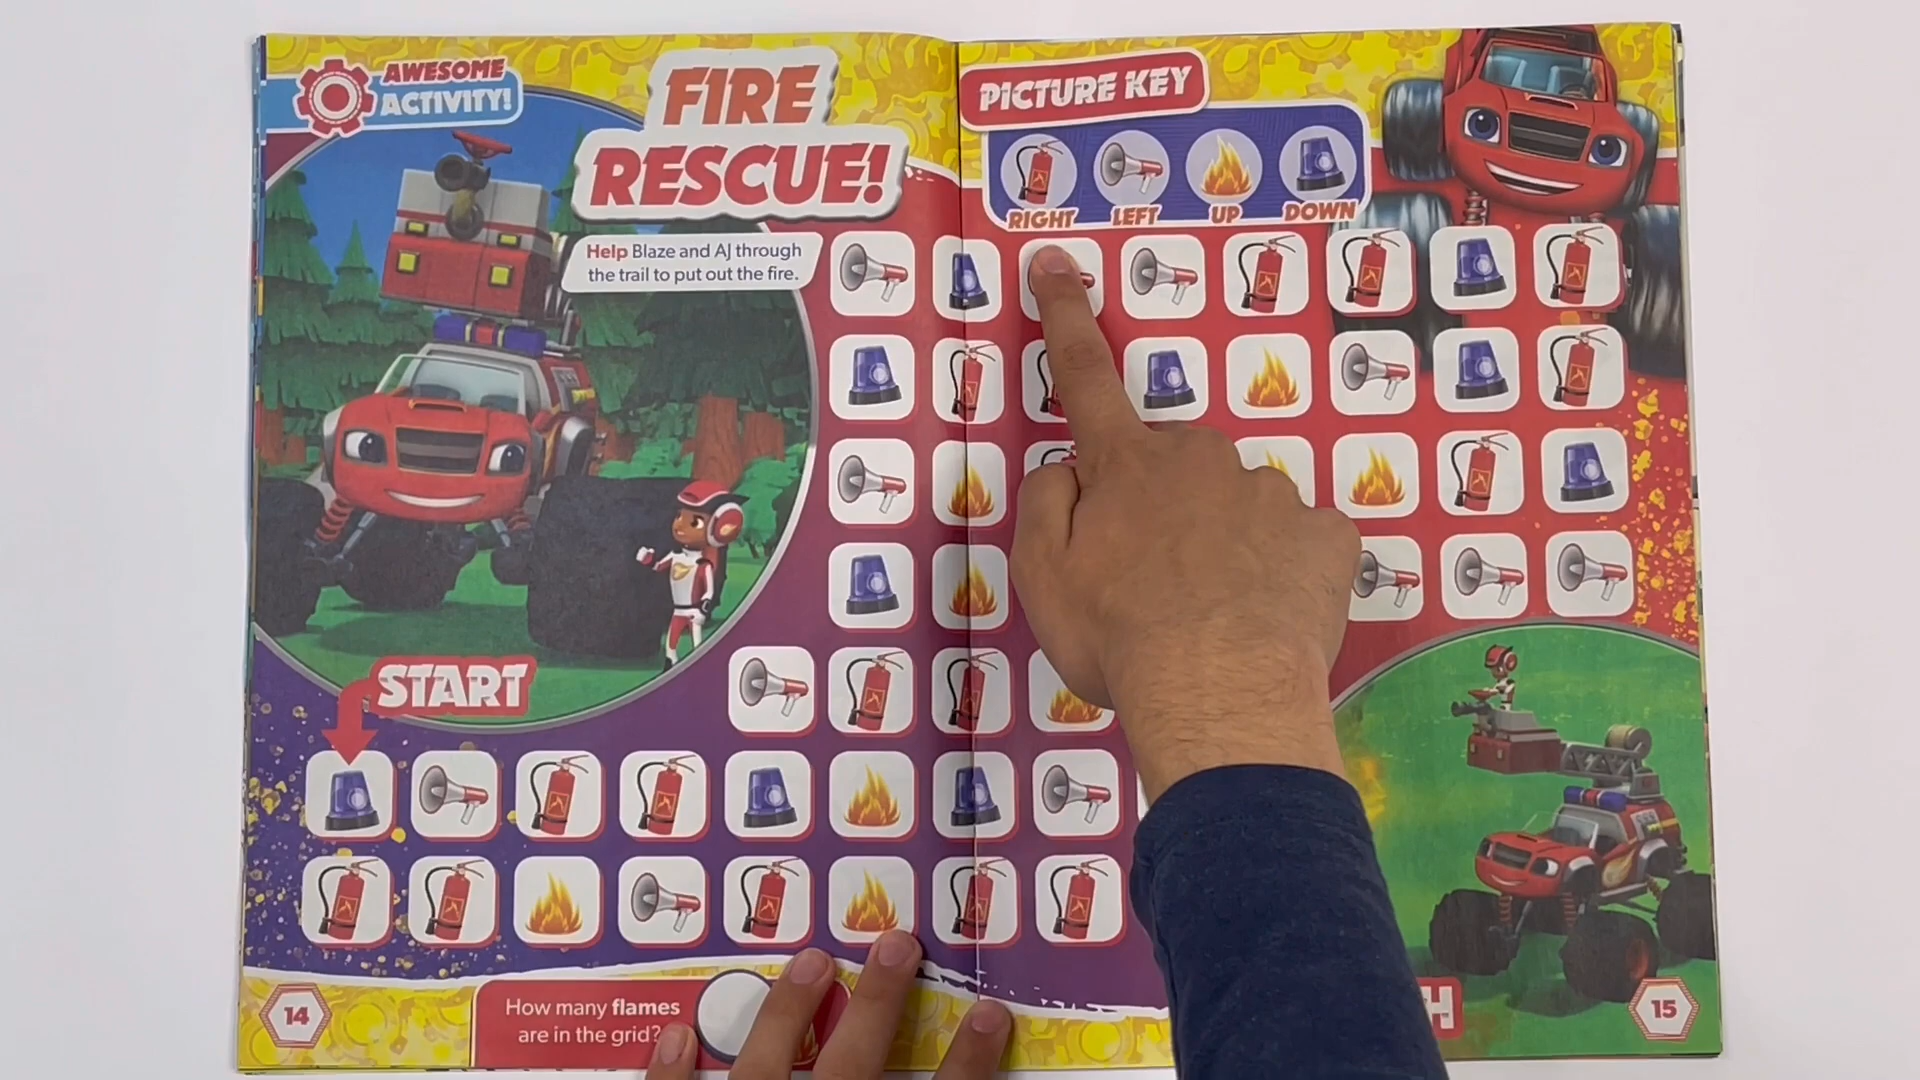 AWESOME
ACTIVITY!
FIRE
RESCUE!
Help Blaze and AJ through
the trail to put out the fire.
START
How many flames
are in the grid?
14
PICTURE KEY
RIGHT LEFT UP DOWN
15